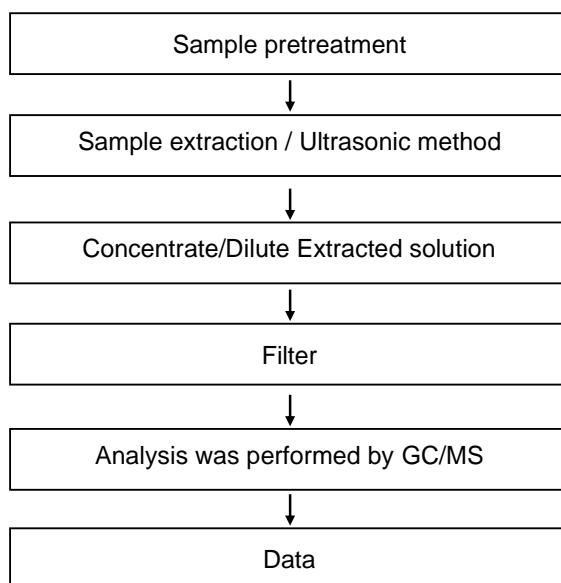 Sample pretreatment
Sample extraction / Ultrasonic method
Concentrate/Dilute Extracted solution
Filter
Analysis was performed by GC/MS
Data